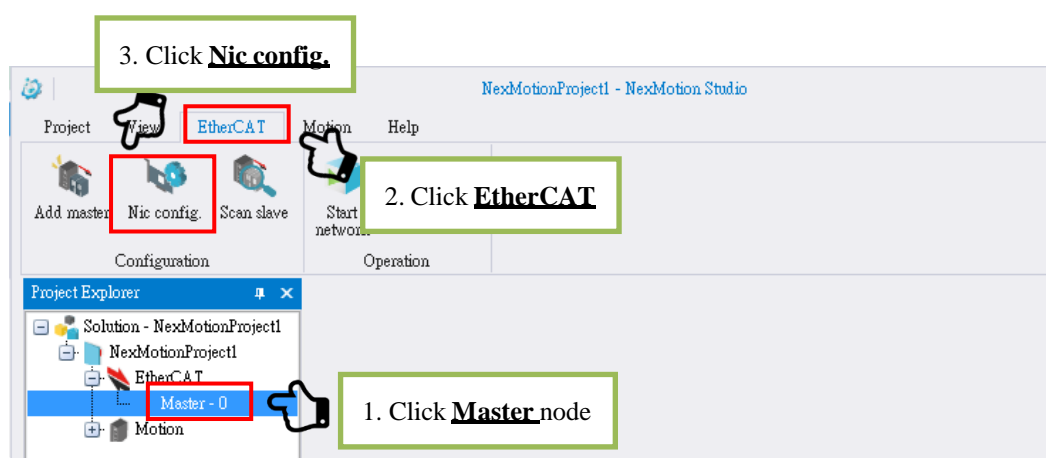 3. Click Nic config.
NexMotionProject1 - NexMotion Studio
Project View EtherCAT Motion Help
2. Click EtherCAT
Add master Nic config. Scan slave Start
network
Configuration Operation
Project Explorer
Solution - NexMotionProject1
NexMotionProject1
EtherCAT
Master - 0
1. Click Master node
Motion